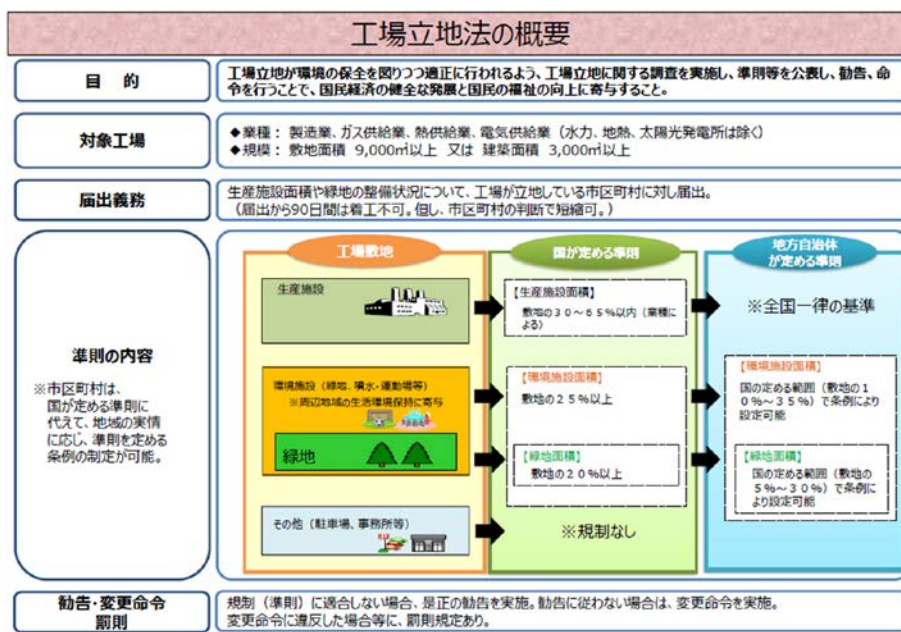 工場立地法の概要
目　的
工場立地が環境の保全を図りつつ適正に行われるよう、工場立地に関する調査を実施し、準則等を公表し、勧告、命
令を行うことで、国民経済の健全な発展と国民の福祉の向上に寄与すること。
対象工場
◆業種：製造業、ガス供給業、熱供給業、電気供給業（水力、地熱、太陽光発電所は除く）
◆規模：敷地面積 9,000㎡以上 又は 建築面積 3,000㎡以上
届出義務
生産施設面積や緑地の整備状況について、工場が立地している市区町村に対し届出。
（届出から90日間は着工不可。但し、市区町村の判断で短縮可。）
準則の内容
※市区町村は、
国が定める準則に
代えて、地域の実情
に応じ、準則を定める
条例の制定が可能。
工場敷地
生産施設
環境施設（緑地、噴水・運動場等）
※周辺地域の生活環境保持に寄与
緑地
その他（駐車場、事務所等）
国が定める準則
【生産施設面積】
敷地の３０～６５％以内（業種に
よる）
【環境施設面積】
敷地の２５％以上
【緑地面積】
敷地の２０％以上
※規制なし
地方自治体
が定める準則
※全国一律の基準
【環境施設面積】
国の定める範囲（敷地の１
０％～３５％）で条例により
設定可能
【緑地面積】
国の定める範囲（敷地の
５％～３０％）で条例に
より設定可能
勧告・変更命令
罰則
規制（準則）に適合しない場合、是正の勧告を実施。勧告に従わない場合は、変更命令を実施。
変更命令に違反した場合等に、罰則規定あり。